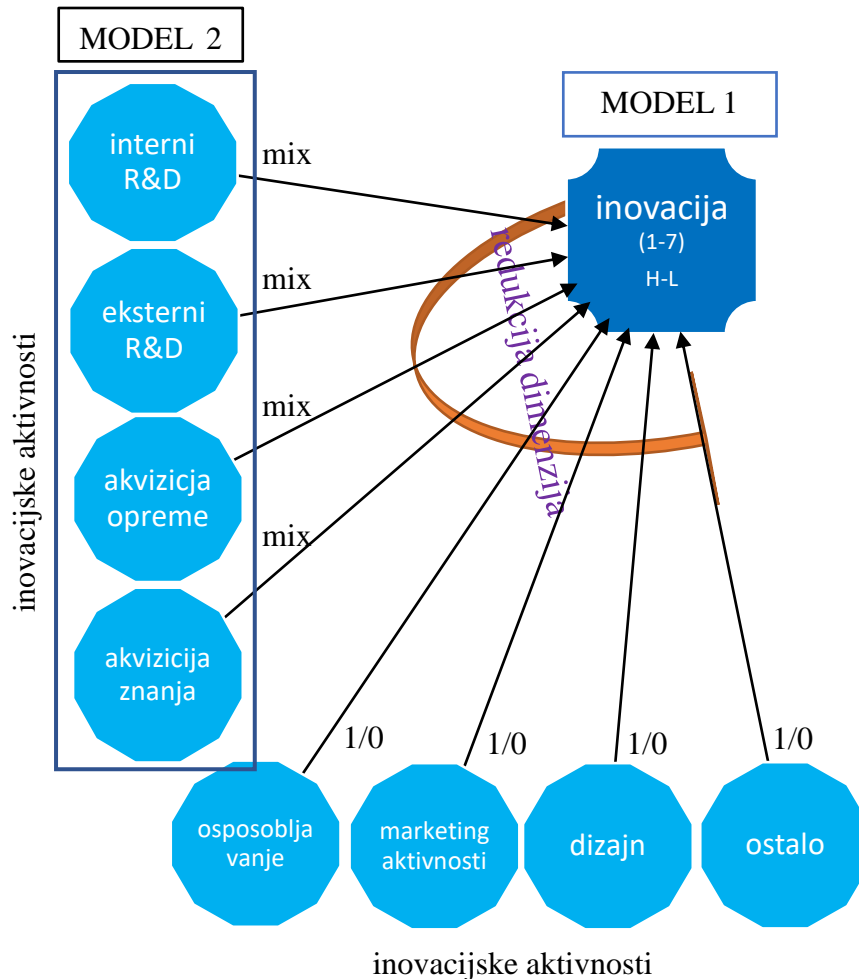 MODEL 2
MODEL 1
interni
R&D
mix
inovacija
(1-7)
H-L
redukcija dimenzija
eksterni
R&D
mix
inovacijske aktivnosti
akvizicja
opreme
mix
akvizicija
znanja
mix
1/0
1/0
1/0
1/0
osposoblja
vanje
marketing
aktivnosti
dizajn
ostalo
inovacijske aktivnosti